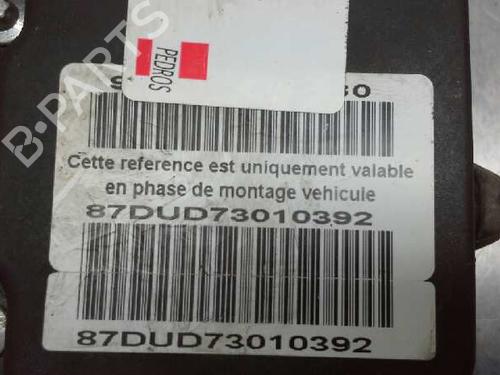 PEDROS
Cette reference est uniquement valable
en phase de montage vehicule
87DUD73010392
87DUD73010392
B-PARTS